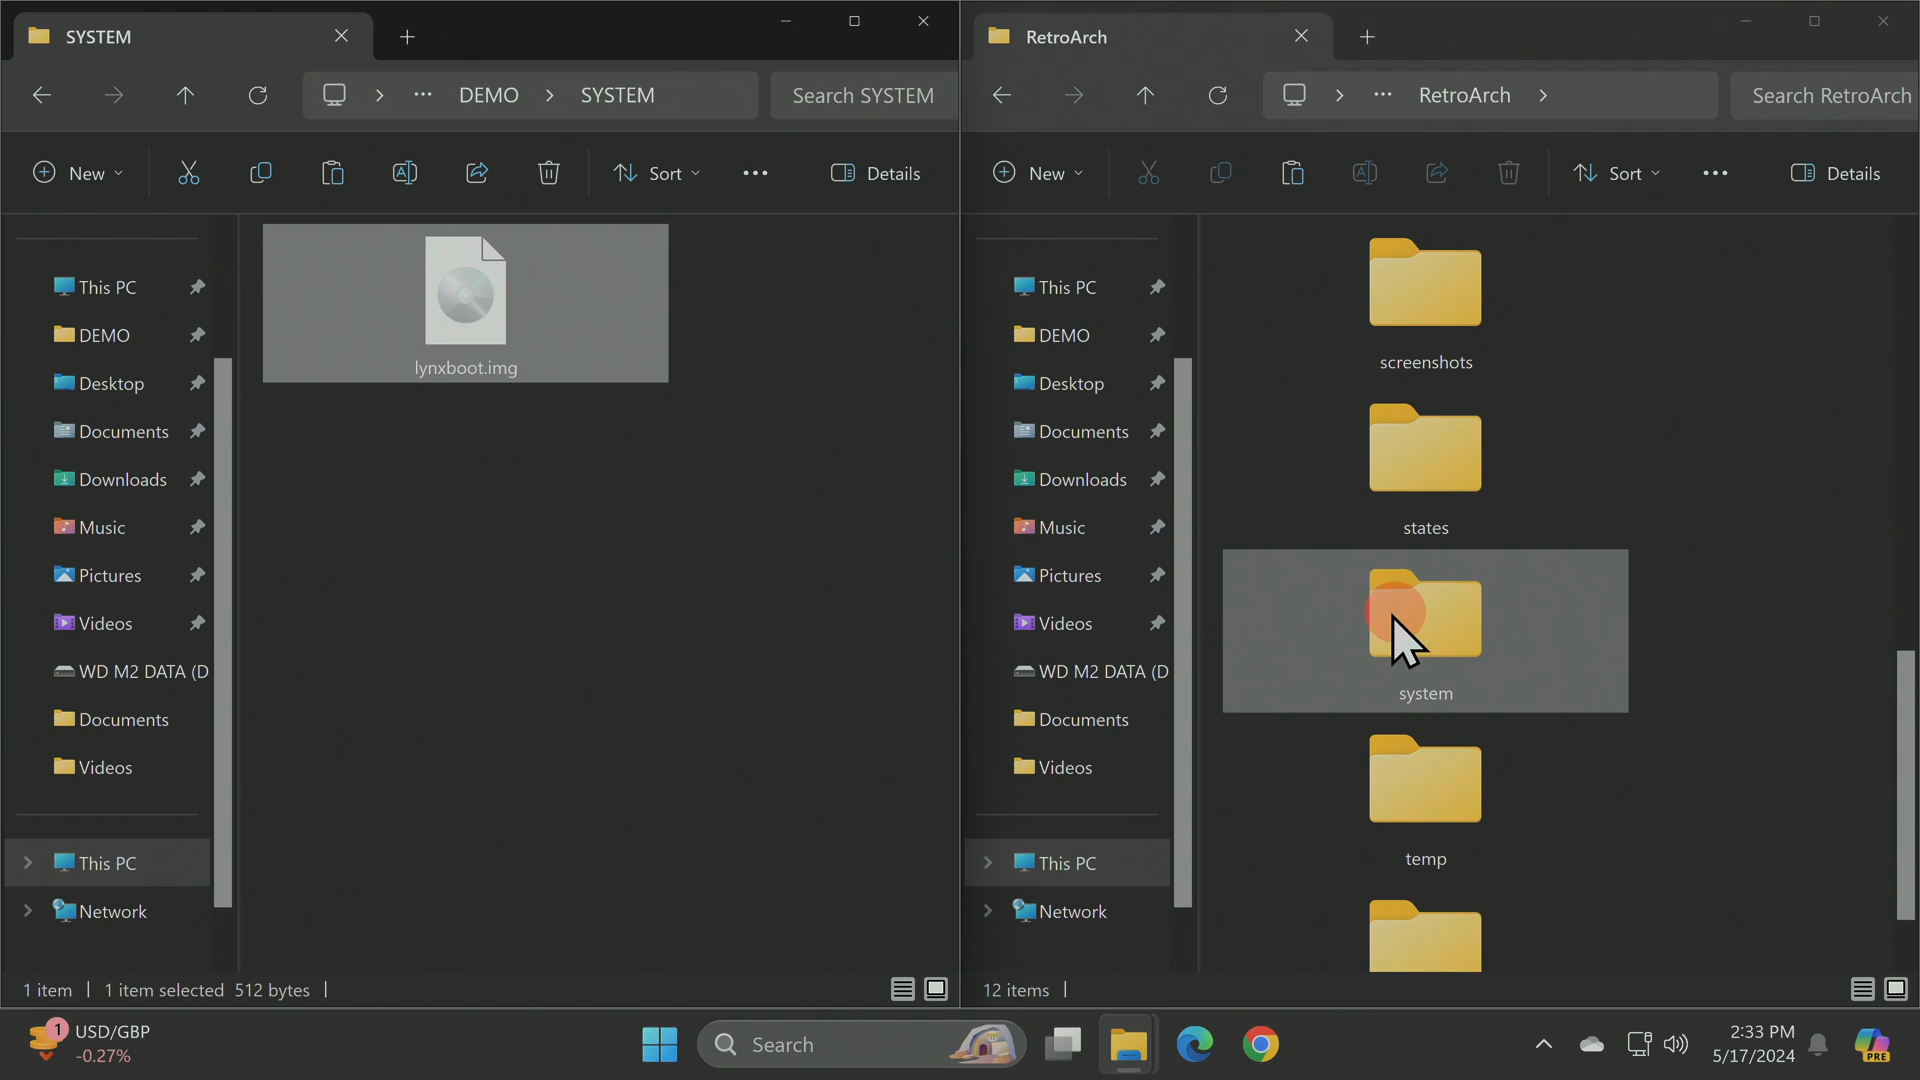 SYSTEM
DEMO
SYSTEM
Search SYSTEM
New
Sort
Details
This PC
DEMO
Desktop
Documents
Downloads
Music
Pictures
Videos
WD M2 DATA (D
Documents
Videos
This PC
Network
lynxboot.img
1 item
1 item selected 512 bytes
RetroArch
RetroArch
Search RetroArch
New
Sort
Details
This PC
DEMO
Desktop
Documents
Downloads
Music
Pictures
Videos
WD M2 DATA (D
Documents
Videos
This PC
Network
screenshots
states
system
temp
12 items
1
USD/GBP
-0.27%
Search
2:33 PM
5/17/2024
PRE